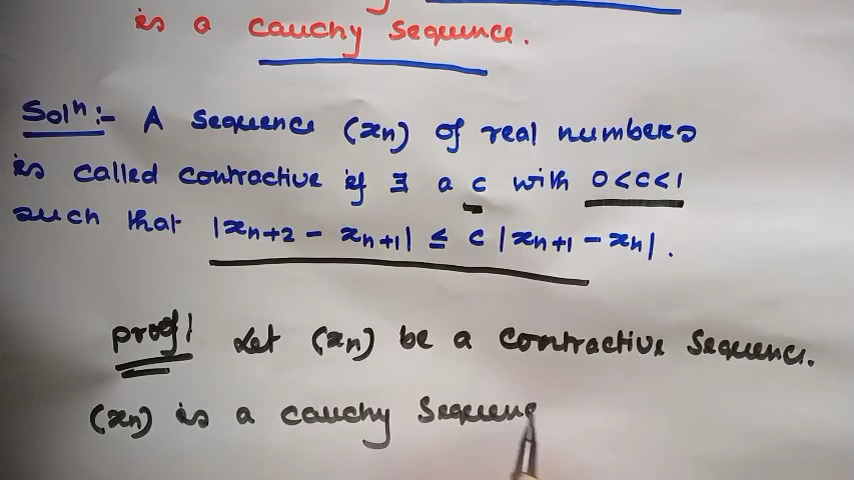 is a cauchy sequence.
Solⁿ:- A sequence (xₙ) of real numbers
is called contractive if ∃ a c with 0<c<1
such that |xₙ₊₂ - xₙ₊₁| ≤ c |xₙ₊₁ - xₙ|.
proof! Let (xₙ) be a contractive sequence.
(xₙ) is a cauchy Sequenc